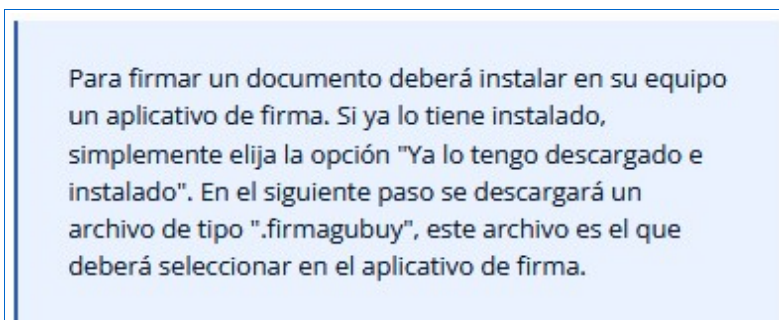 Para firmar un documento deberá instalar en su equipo
un aplicativo de firma. Si ya lo tiene instalado,
simplemente elija la opción "Ya lo tengo descargado e
instalado". En el siguiente paso se descargará un
archivo de tipo ".firmagubuy", este archivo es el que
deberá seleccionar en el aplicativo de firma.